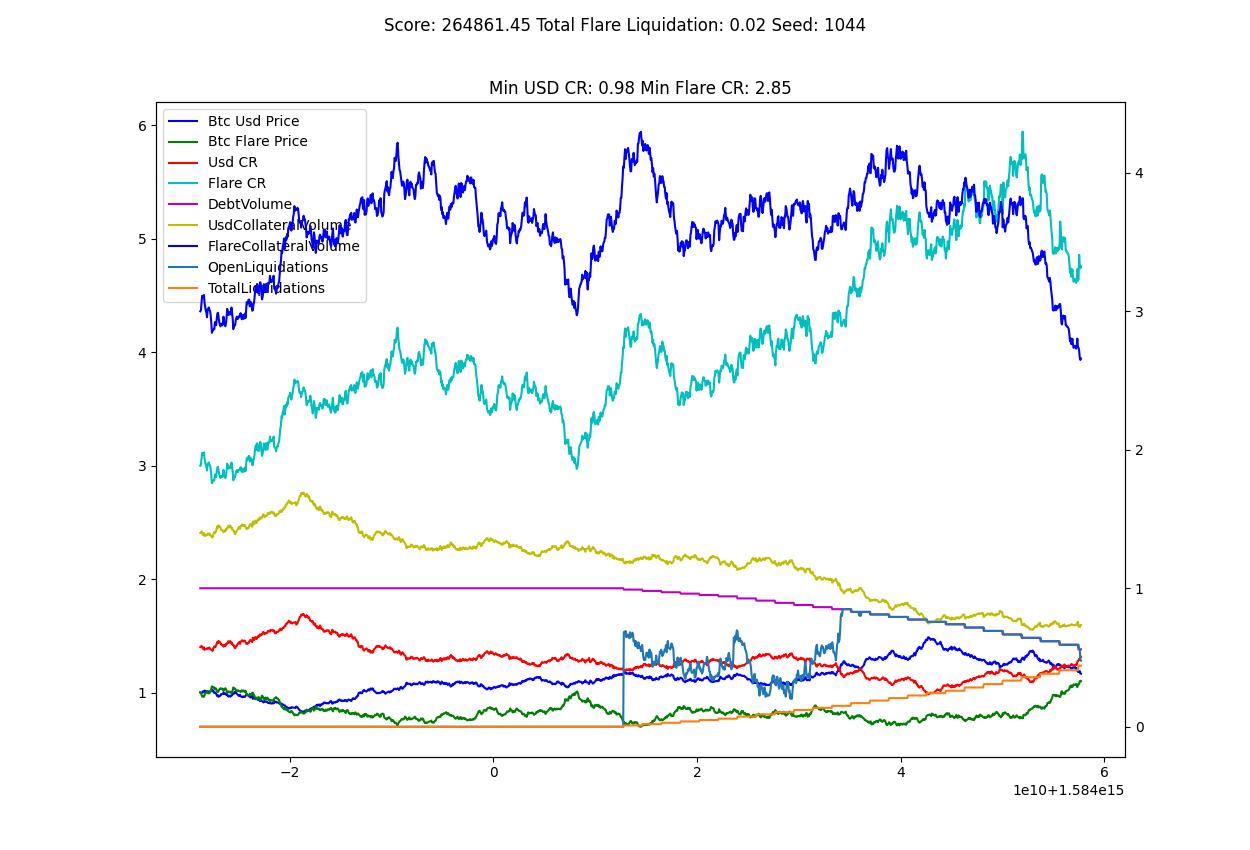 Score: 264861.45 Total Flare Liquidation: 0.02 Seed: 1044
Min USD CR: 0.98 Min Flare CR: 2.85
Btc Usd Price
Btc Flare Price
Usd CR
Flare CR
DebtVolume
UsdCollateralVolume
FlareCollateralVolume
OpenLiquidations
TotalLiquidations
6
5
4
3
2
1
4
3
2
1
0
−2
0
2
4
6
1e10+1.584e15